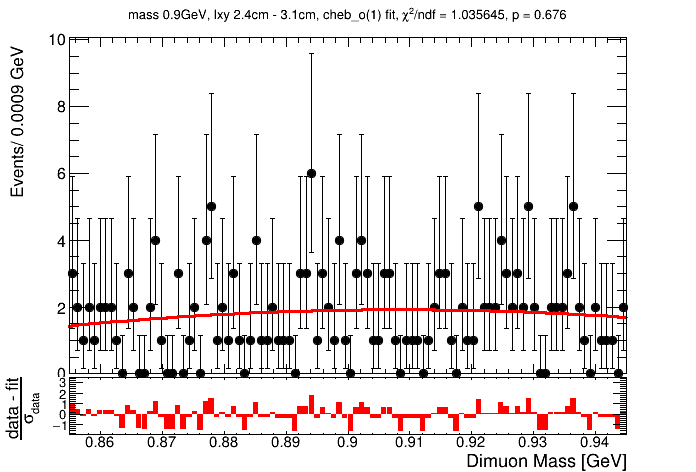 mass 0.9GeV, lxy 2.4cm - 3.1cm, cheb_o(1) fit, χ²/ndf = 1.035645, p = 0.676
Events/ 0.0009 GeV
10
8
6
4
2
0
data - fit
σdata
3
2
1
0
−1
0.86 0.87 0.88 0.89 0.9 0.91 0.92 0.93 0.94
Dimuon Mass [GeV]